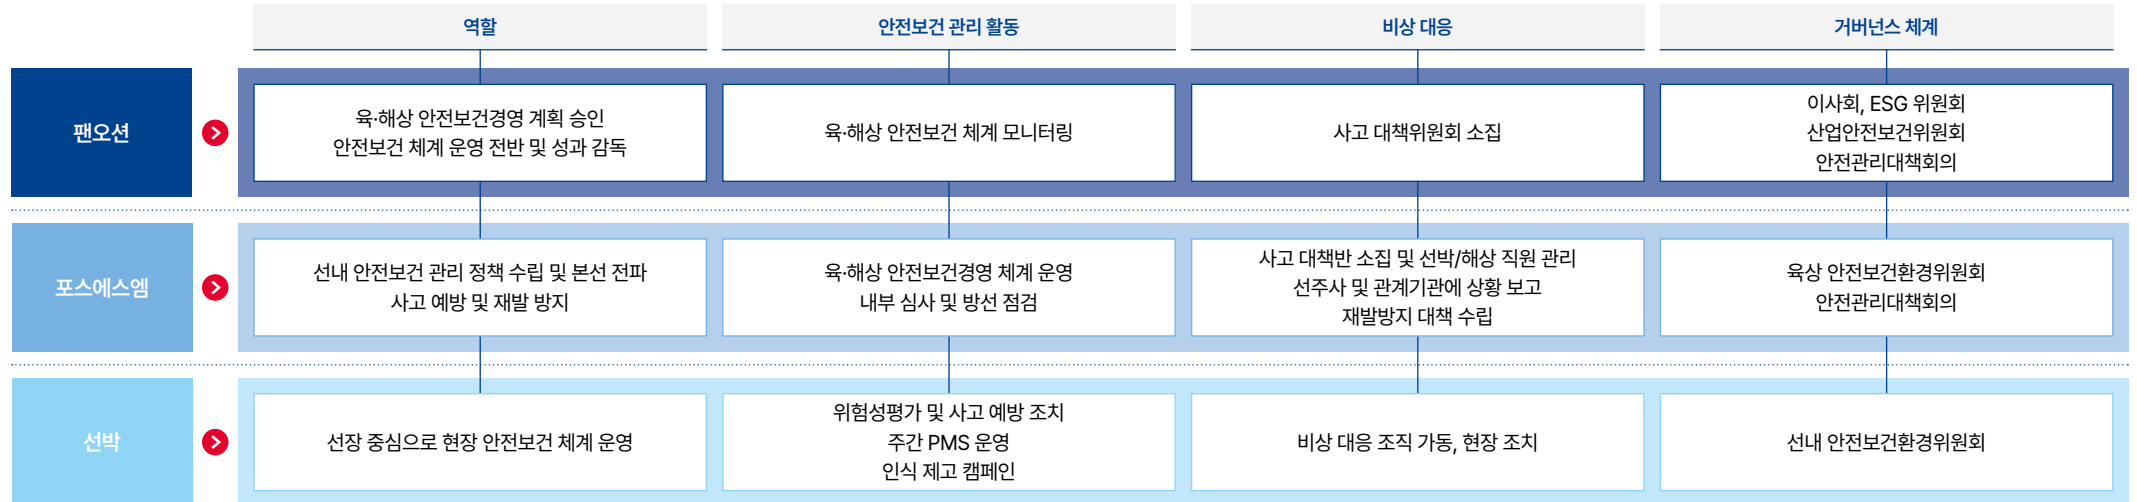 역할
안전보건 관리 활동
비상 대응
거버넌스 체계
팬오션
육·해상 안전보건경영 계획 승인
안전보건 체계 운영 전반 및 성과 감독
육·해상 안전보건 체계 모니터링
사고 대책위원회 소집
이사회, ESG 위원회
산업안전보건위원회
안전관리대책회의
포스에스엠
선내 안전보건 관리 정책 수립 및 본선 전파
사고 예방 및 재발 방지
육·해상 안전보건경영 체계 운영
내부 심사 및 방선 점검
사고 대책반 소집 및 선박/해상 직원 관리
선주사 및 관계기관에 상황 보고
재발방지 대책 수립
육상 안전보건환경위원회
안전관리대책회의
선박
선장 중심으로 현장 안전보건 체계 운영
위험성평가 및 사고 예방 조치
주간 PMS 운영
인식 제고 캠페인
비상 대응 조직 가동, 현장 조치
선내 안전보건환경위원회